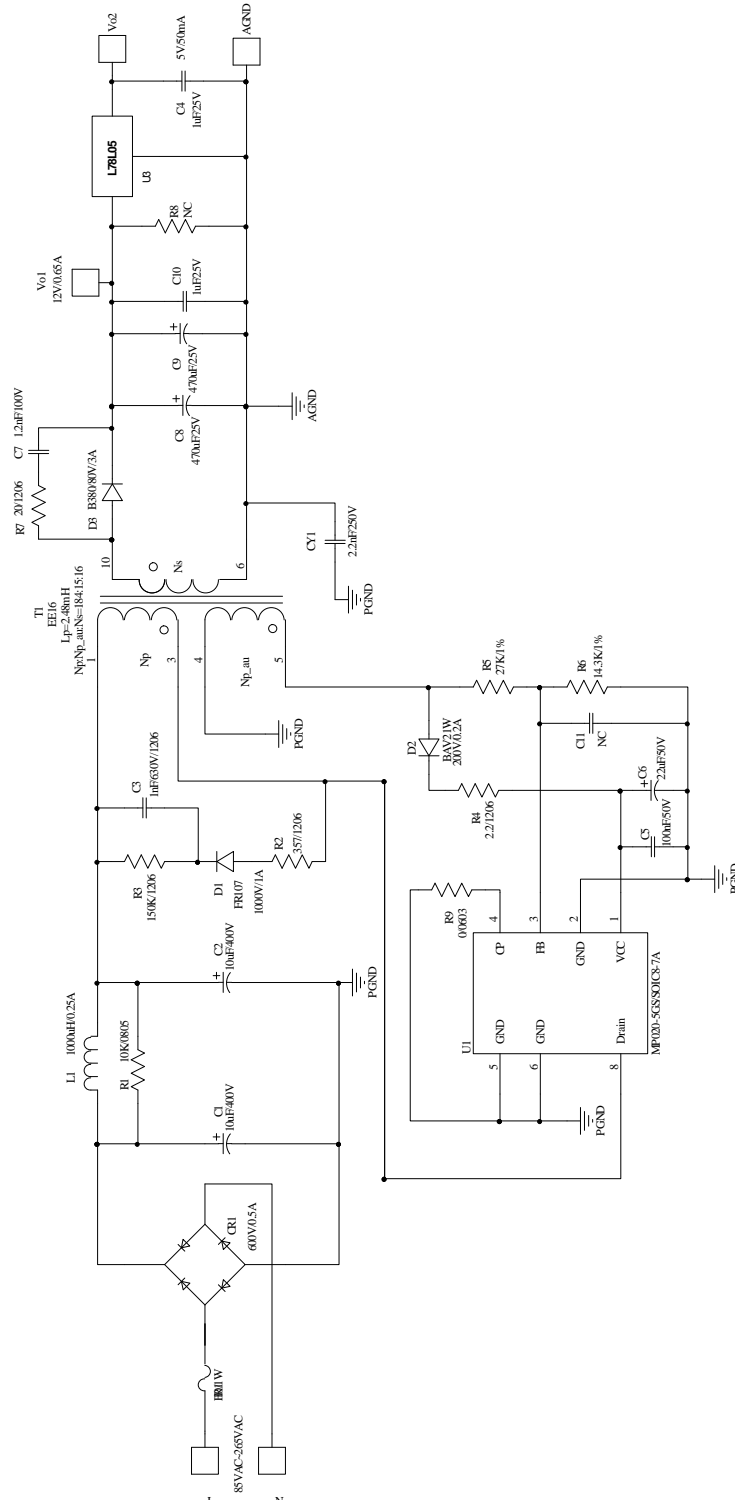 L
N
85VAC~265VAC
CR1
600V/0.5A
L1
1000uH/0.25A
R1
10K/0805
C1
10uF/400V
C2
10uF/400V
PGND
R3
150K/1206
C3
1nF/630V/1206
D1
FR107
1000V/1A
R2
357/1206
T1
EE16
Lp=2.48mH
Np:Np_au:Ns=184:15:16
1
Np
3
4
Np_au
5
PGND
10
Ns
6
R7
20/1206
C7
1.2nF/100V
D3
B380/80V/3A
CY1
2.2nF/250V
PGND
C8
470uF/25V
C9
470uF/25V
C10
1uF/25V
AGND
Vo1
12V/0.65A
R8
NC
L78L05
U3
C4
1uF/25V
5V/50mA
Vo2
AGND
D2
BAV21W
200V/0.2A
R4
2.2/1206
R5
27K/1%
R6
14.3K/1%
C11
NC
C6
22uF/50V
C5
100nF/50V
PGND
R9
0/0603
U1
5
GND
CP
4
6
GND
FB
3
GND
2
8
Drain
VCC
1
MP020-5GS/SOIC8-7A
PGND